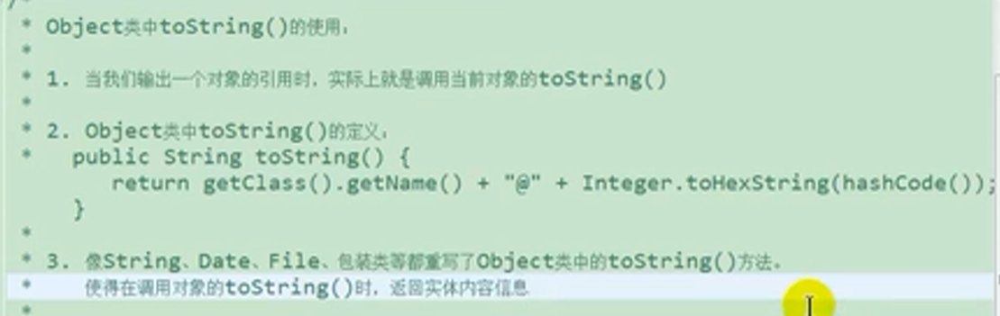 /*
* Object类中toString()的使用：
*
* 1. 当我们输出一个对象的引用时，实际上就是调用当前对象的toString()
*
* 2. Object类中toString()的定义：
*   public String toString() {
return getClass().getName() + "@" + Integer.toHexString(hashCode());
}
*
* 3. 像String、Date、File、包装类等都重写了Object类中的toString()方法。
*    使得在调用对象的toString()时，返回实体内容信息
*